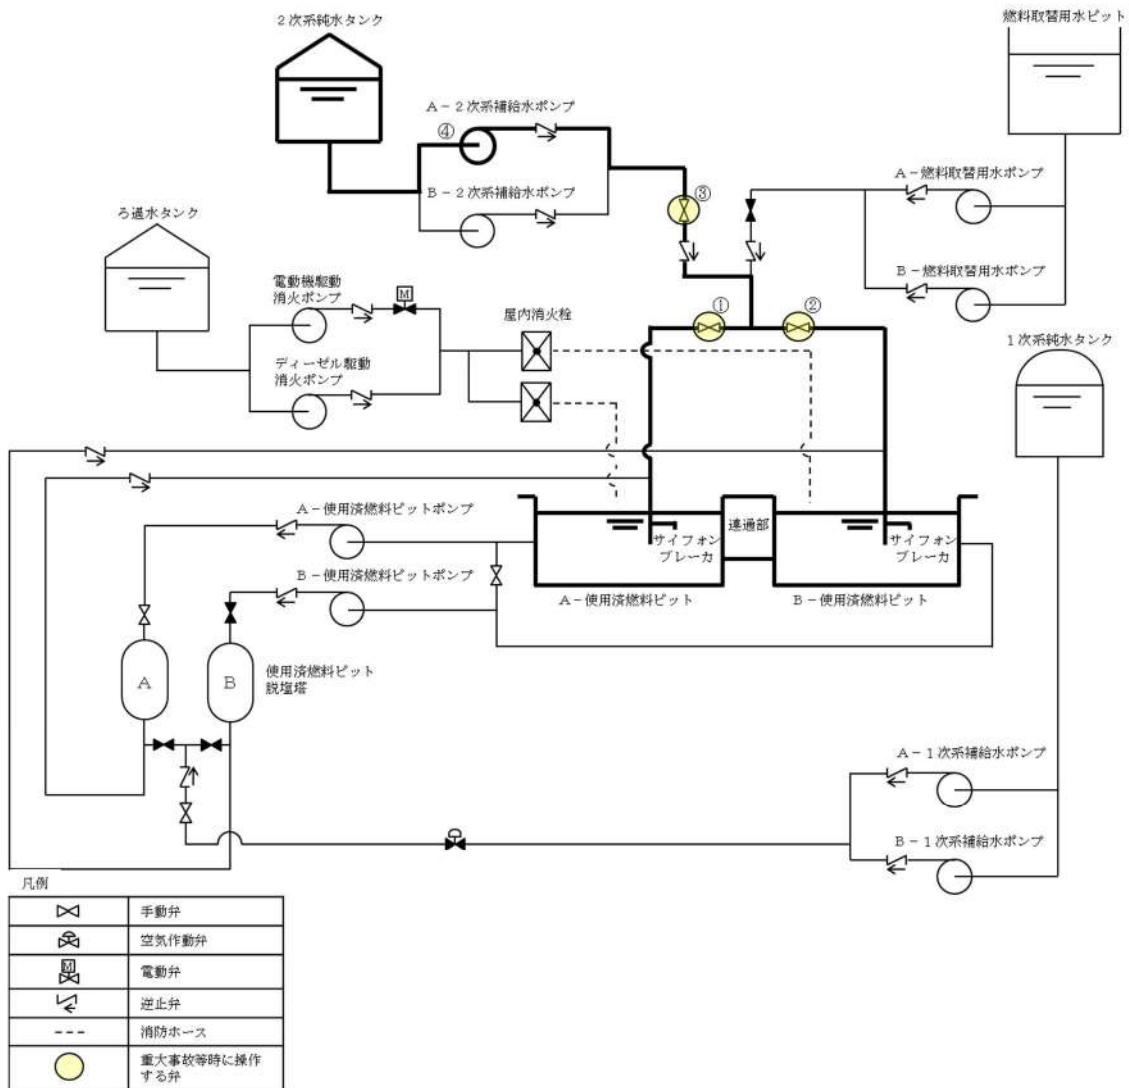 2次系純水タンク
燃料取替用水ピット
A-2次系補給水ポンプ
④
B-2次系補給水ポンプ
③
A-燃料取替用水ポンプ
B-燃料取替用水ポンプ
ろ過水タンク
電動機駆動
消火ポンプ
M
屋内消火栓
①
②
1次系純水タンク
ディーゼル駆動
消火ポンプ
A-使用済燃料ピットポンプ
B-使用済燃料ピットポンプ
サイフォン
ブレーカ
連通部
サイフォン
ブレーカ
A-使用済燃料ピット
B-使用済燃料ピット
A
B
使用済燃料ピット
脱塩塔
A-1次系補給水ポンプ
B-1次系補給水ポンプ
凡例
手動弁
空気作動弁
M
電動弁
逆止弁
消防ホース
重大事故等時に操作
する弁